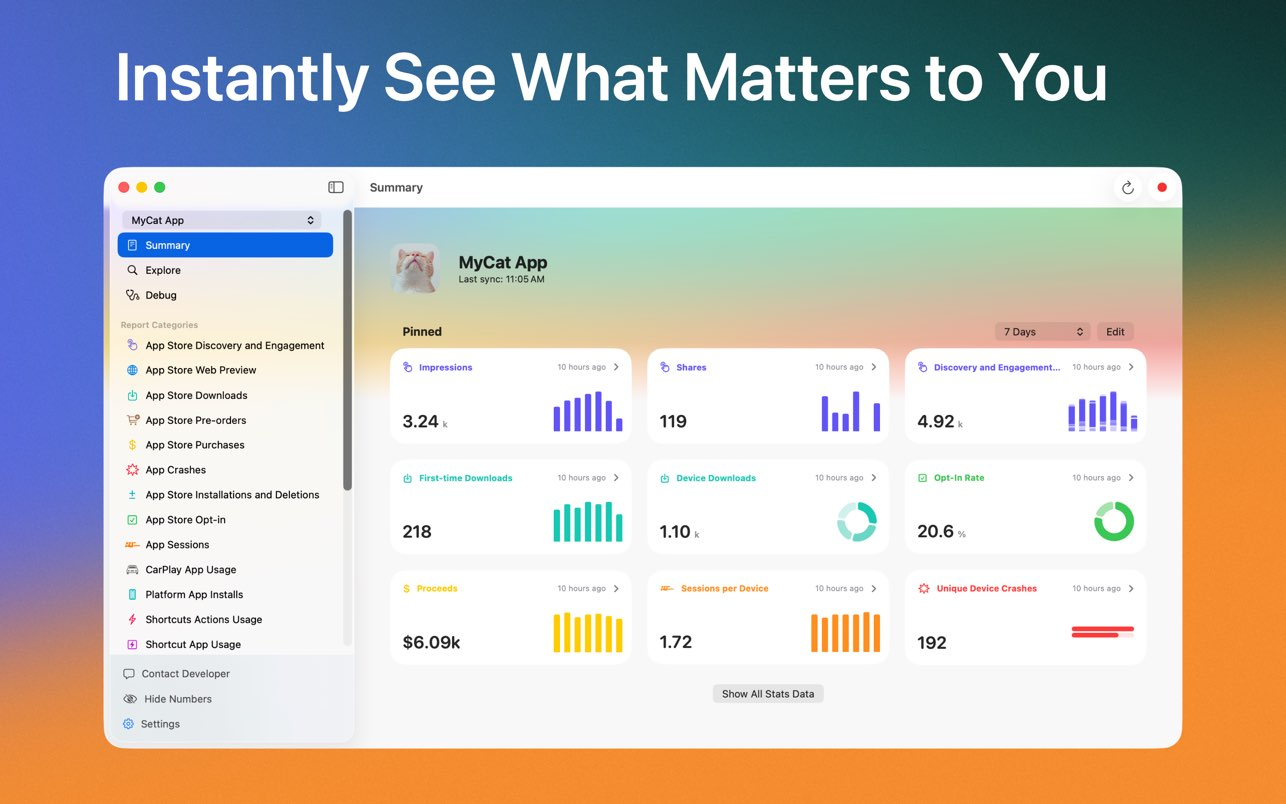 Instantly See What Matters to You
Summary
MyCat App
Summary
Explore
Debug
Report Categories
App Store Discovery and Engagement
App Store Web Preview
App Store Downloads
App Store Pre-orders
App Store Purchases
App Crashes
App Store Installations and Deletions
App Store Opt-in
App Sessions
CarPlay App Usage
Platform App Installs
Shortcuts Actions Usage
Shortcut App Usage
Contact Developer
Hide Numbers
Settings
MyCat App
Last sync: 11:05 AM
Pinned
7 Days
Edit
Impressions 10 hours ago
3.24 k
Shares 10 hours ago
119
Discovery and Engagement... 10 hours ago
4.92 k
First-time Downloads 10 hours ago
218
Device Downloads 10 hours ago
1.10 k
Opt-In Rate 10 hours ago
20.6 %
$ Proceeds 10 hours ago
$6.09k
Sessions per Device 10 hours ago
1.72
Unique Device Crashes 10 hours ago
192
Show All Stats Data